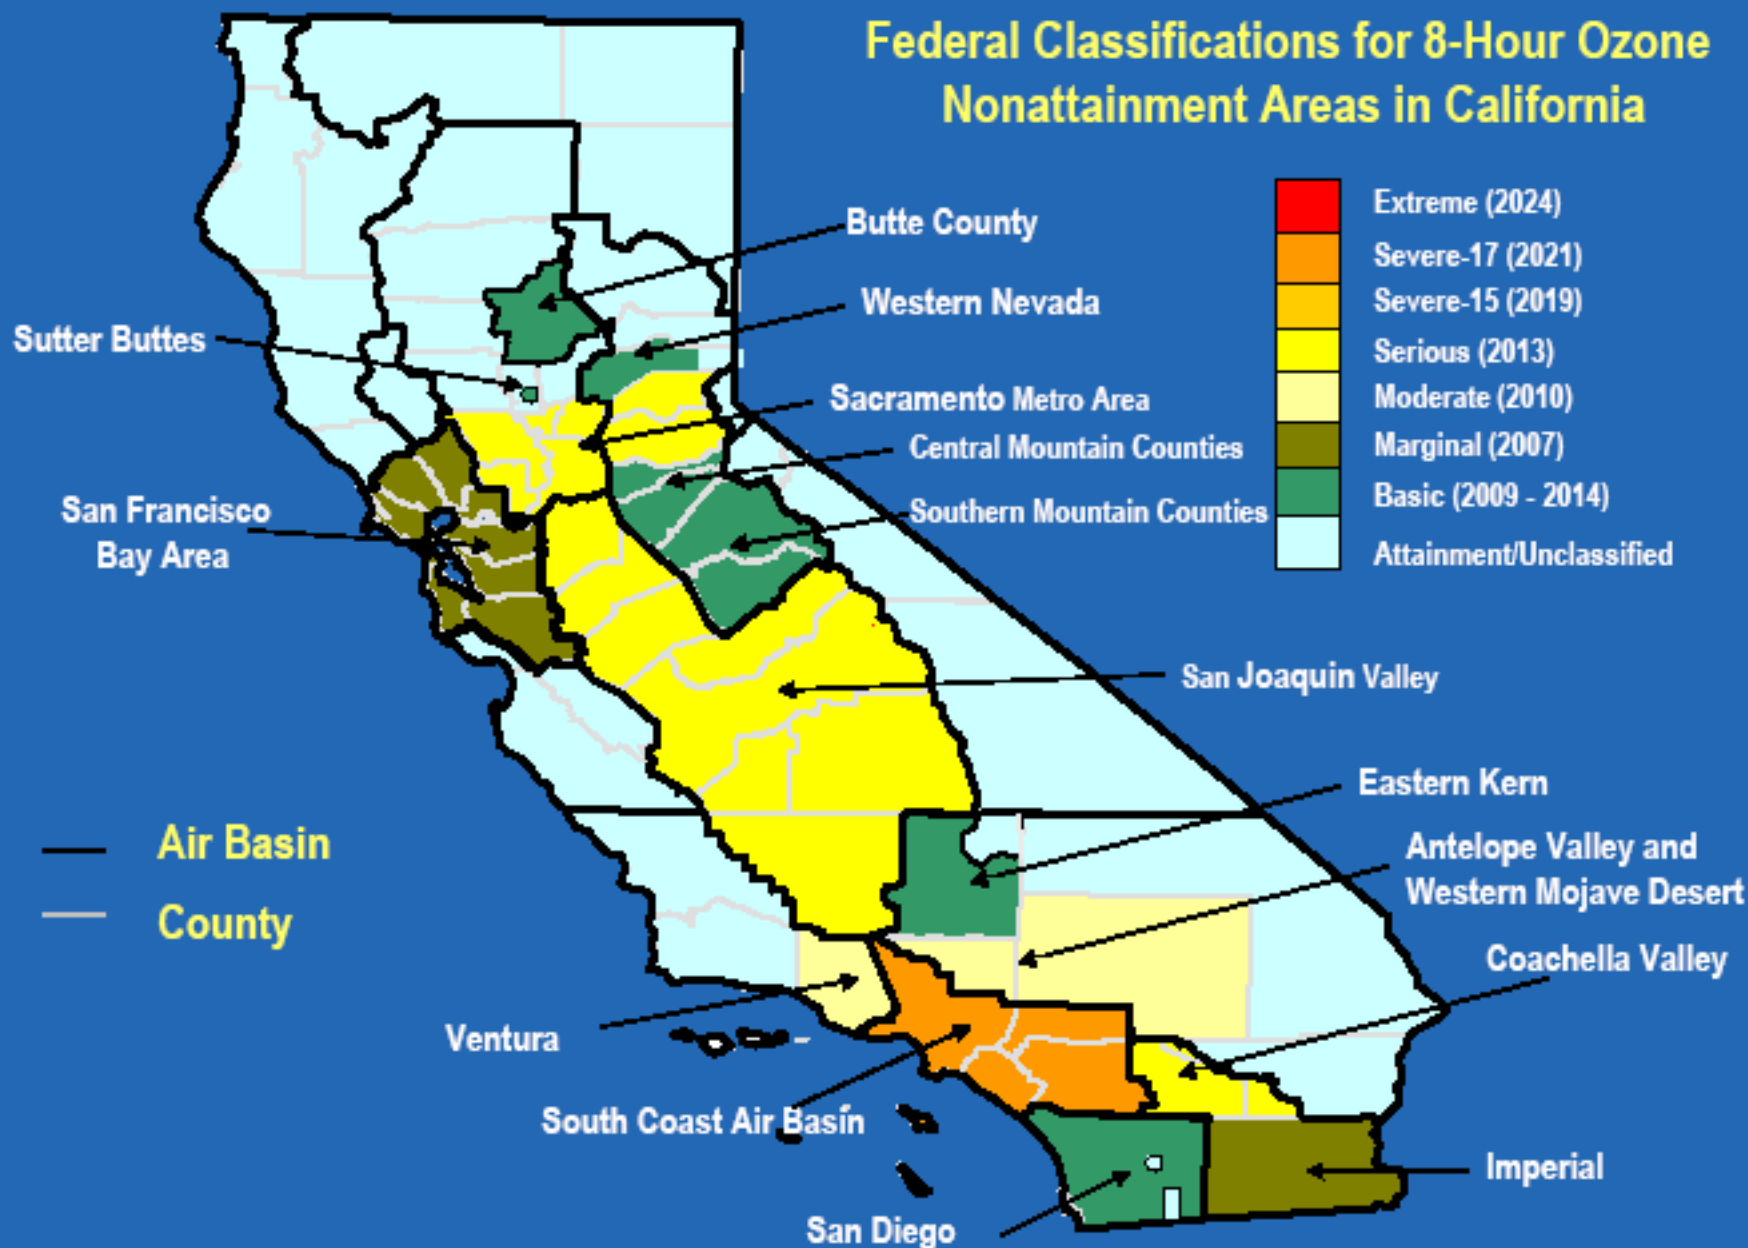 Federal Classifications for 8-Hour Ozone
Nonattainment Areas in California
Extreme (2024)
Severe-17 (2021)
Severe-15 (2019)
Serious (2013)
Moderate (2010)
Marginal (2007)
Basic (2009 - 2014)
Attainment/Unclassified
Butte County
Western Nevada
Sutter Buttes
Sacramento Metro Area
Central Mountain Counties
San Francisco
Bay Area
Southern Mountain Counties
San Joaquin Valley
Eastern Kern
Air Basin
County
Antelope Valley and
Western Mojave Desert
Coachella Valley
Ventura
South Coast Air Basín
Imperial
San Diego